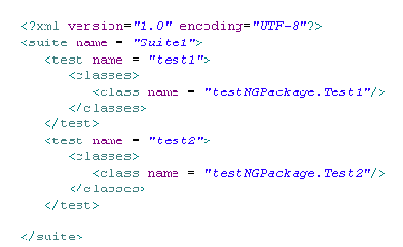 <?xml version="1.0" encoding="UTF-8"?>
<suite name = "Suite1">
<test name = "test1">
<classes>
<class name = "testNGPackage.Test1"/>
</classes>
</test>
<test name = "test2">
<classes>
<class name = "testNGPackage.Test2"/>
</classes>
</test>
</suite>